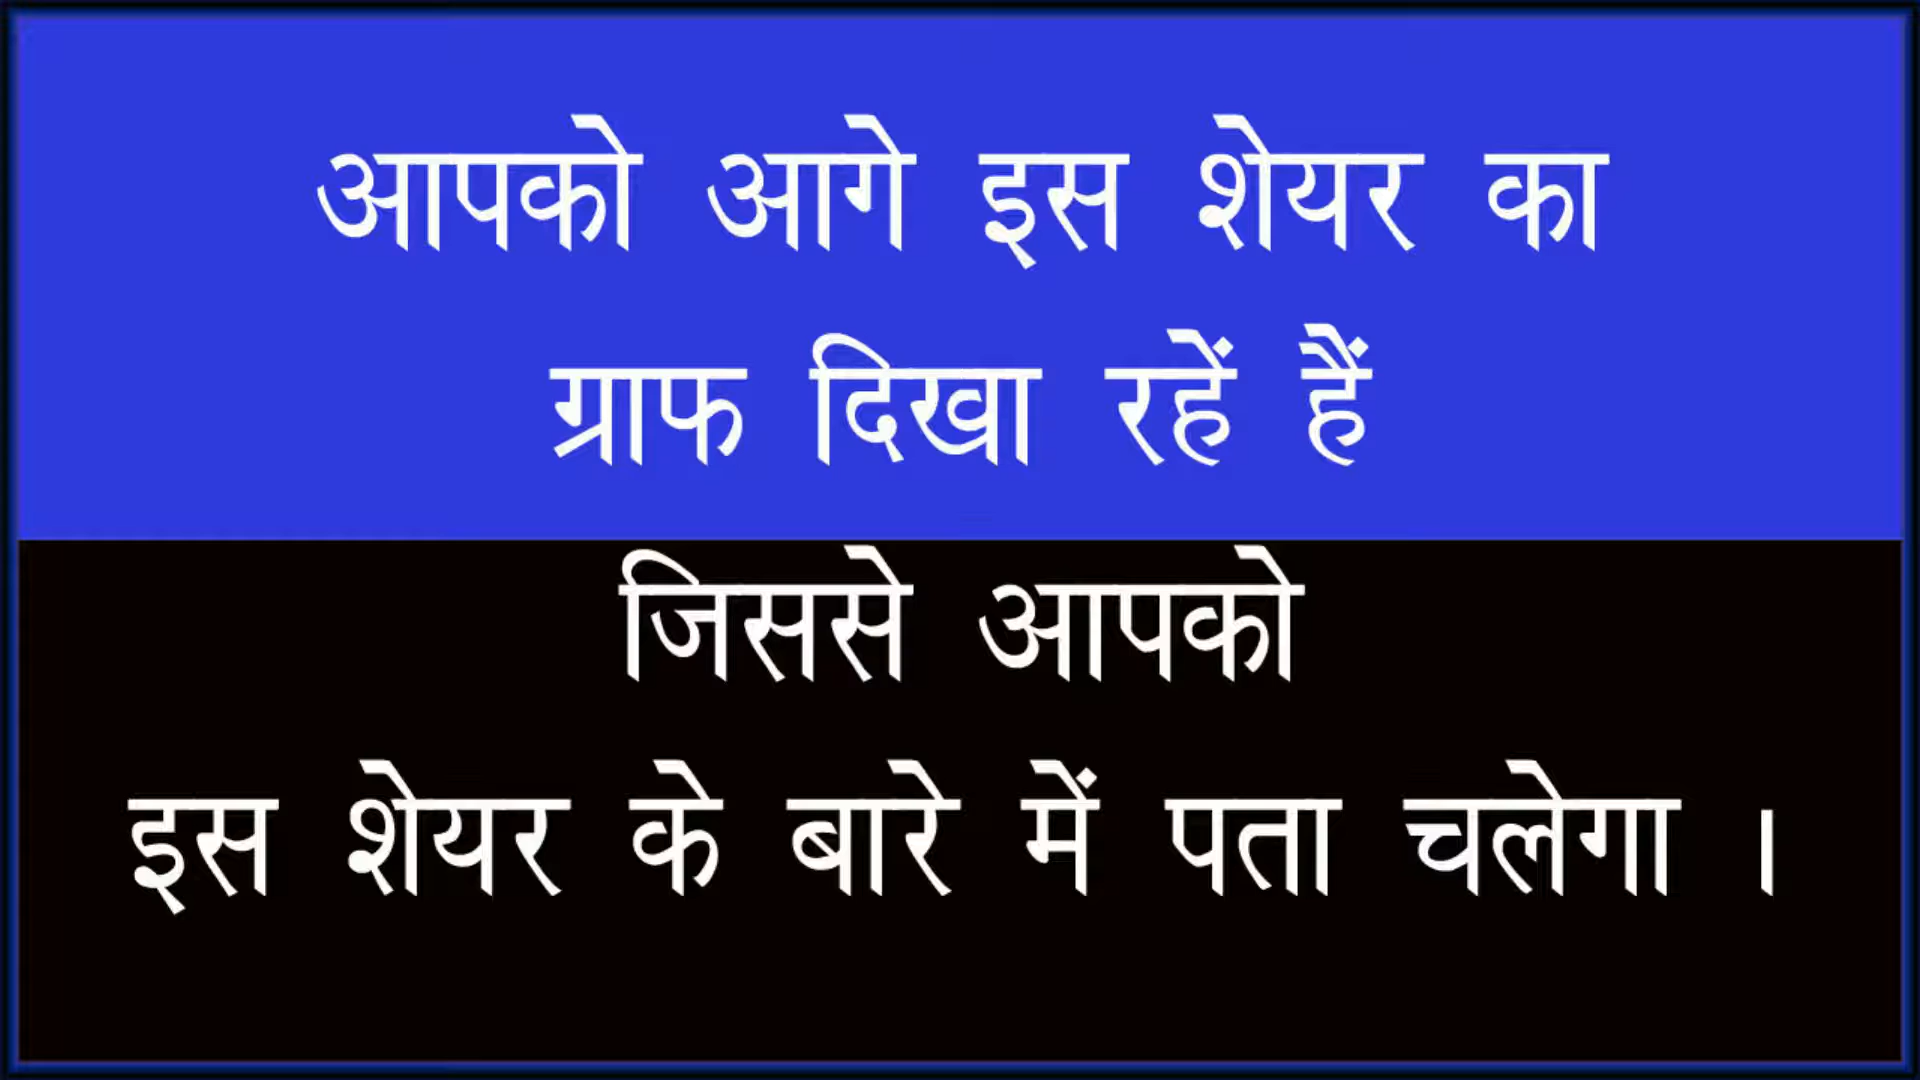 आपको आगे इस शेयर का
ग्राफ दिखा रहें हैं
जिससे आपको
इस शेयर के बारे में पता चलेगा ।